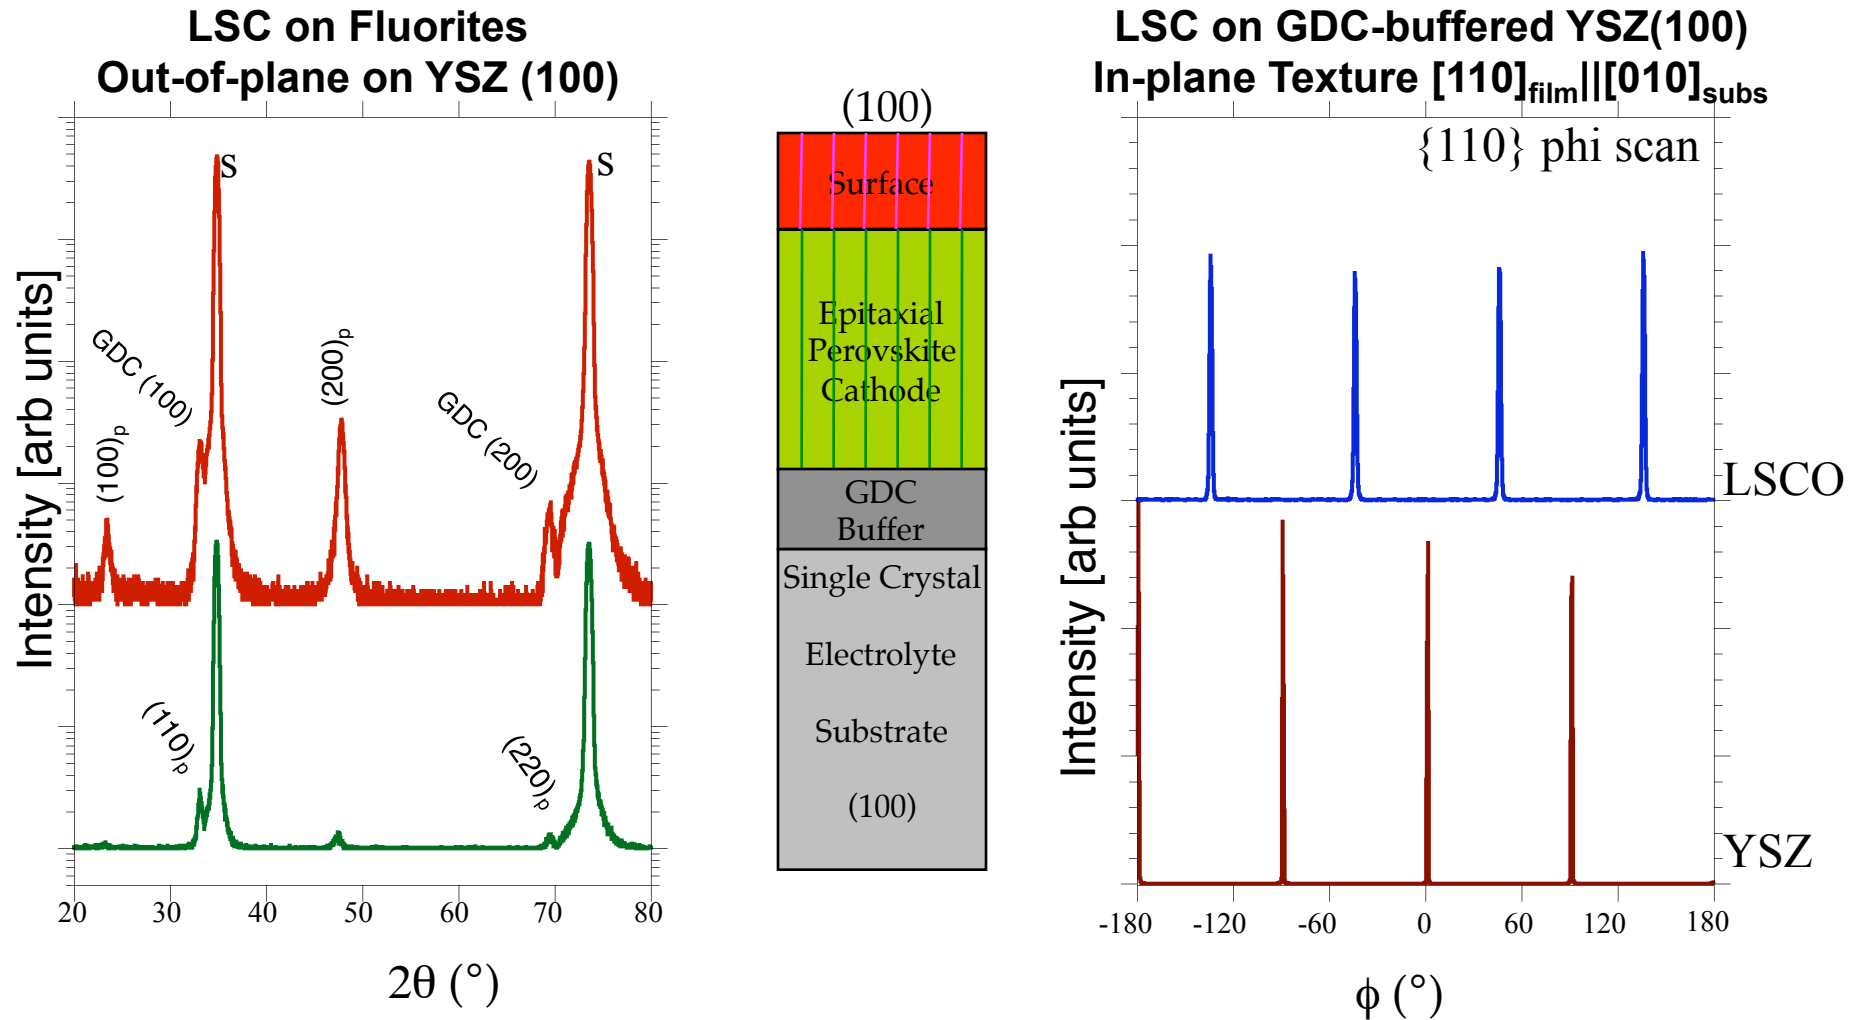 LSC on Fluorites
Out-of-plane on YSZ (100)
Intensity [arb units]
S
S
(100)p
GDC (100)
(200)p
GDC (200)
(110)p
(220)p
20 30 40 50 60 70 80
2θ (°)
(100)
Surface
Epitaxial
Perovskite
Cathode
GDC
Buffer
Single Crystal
Electrolyte
Substrate
(100)
LSC on GDC-buffered YSZ(100)
In-plane Texture [110]film||[010]subs
{110} phi scan
Intensity [arb units]
LSCO
YSZ
-180 -120 -60 0 60 120 180
ϕ (°)